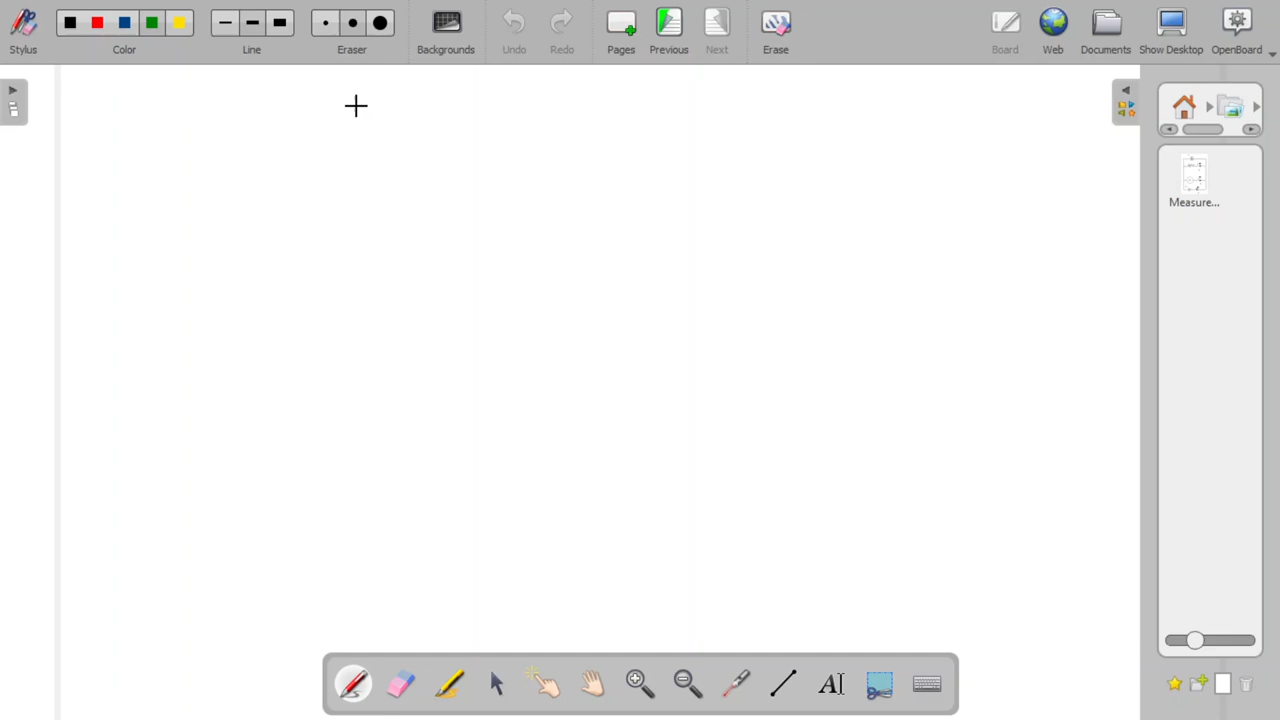 Stylus Color Line Eraser Backgrounds Undo Redo Pages Previous Next Erase Board Web Documents Show Desktop OpenBoard
Measure...
A